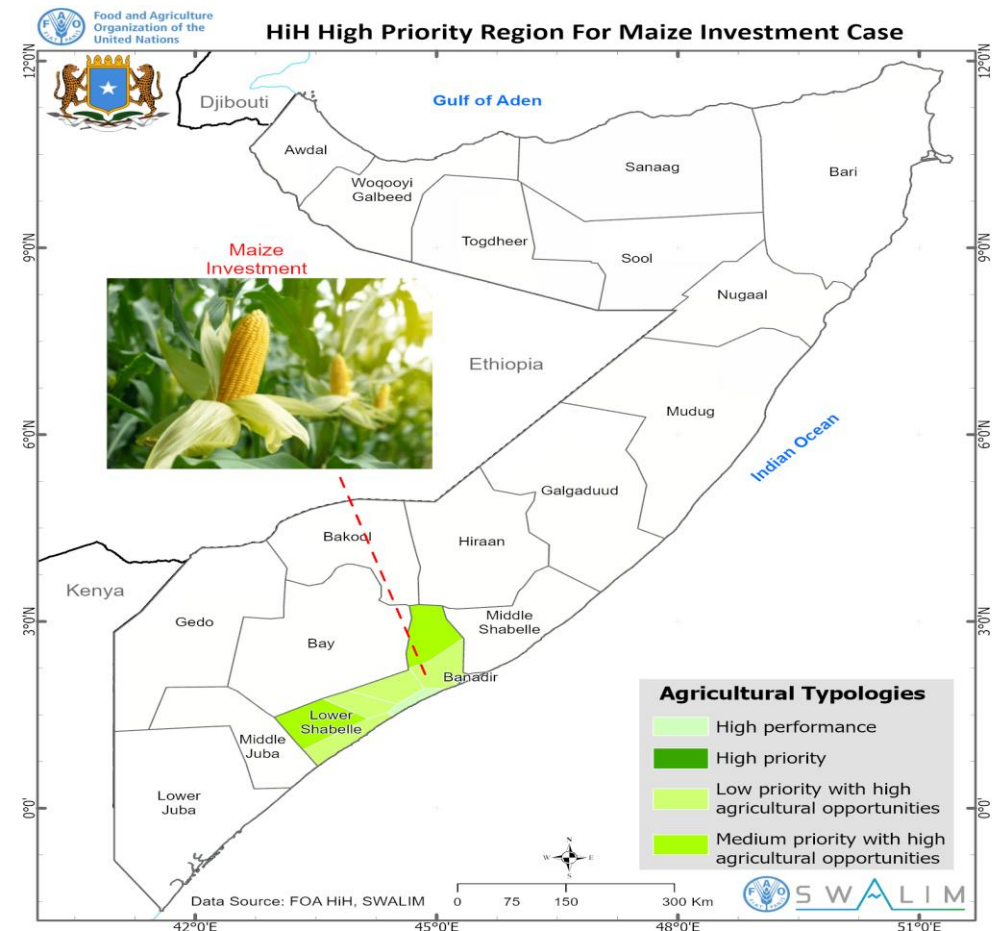 Food and Agriculture
Organization of the
United Nations
HiH High Priority Region For Maize Investment Case
12°0'N
12°0'N
Djibouti
Gulf of Aden
Awdal
Sanaag
Bari
Woqooyi
Galbeed
Togdheer
9°0'N
9°0'N
Maize
Investment
Sool
Nugaal
Ethiopia
Mudug
6°0'N
6°0'N
Indian Ocean
Galgaduud
Bakool
Hiraan
Kenya
Gedo
Middle
Shabelle
3°0'N
3°0'N
Bay
Banadir
Lower
Shabelle
Middle
Juba
Lower
Juba
0°0'
0°0'
Agricultural Typologies
High performance
High priority
Low priority with high
agricultural opportunities
Medium priority with high
agricultural opportunities
N
W
E
S
Data Source: FOA HiH, SWALIM
0
75
150
300 Km
FAO
SWALIM
42°0'E
45°0'E
48°0'E
51°0'E